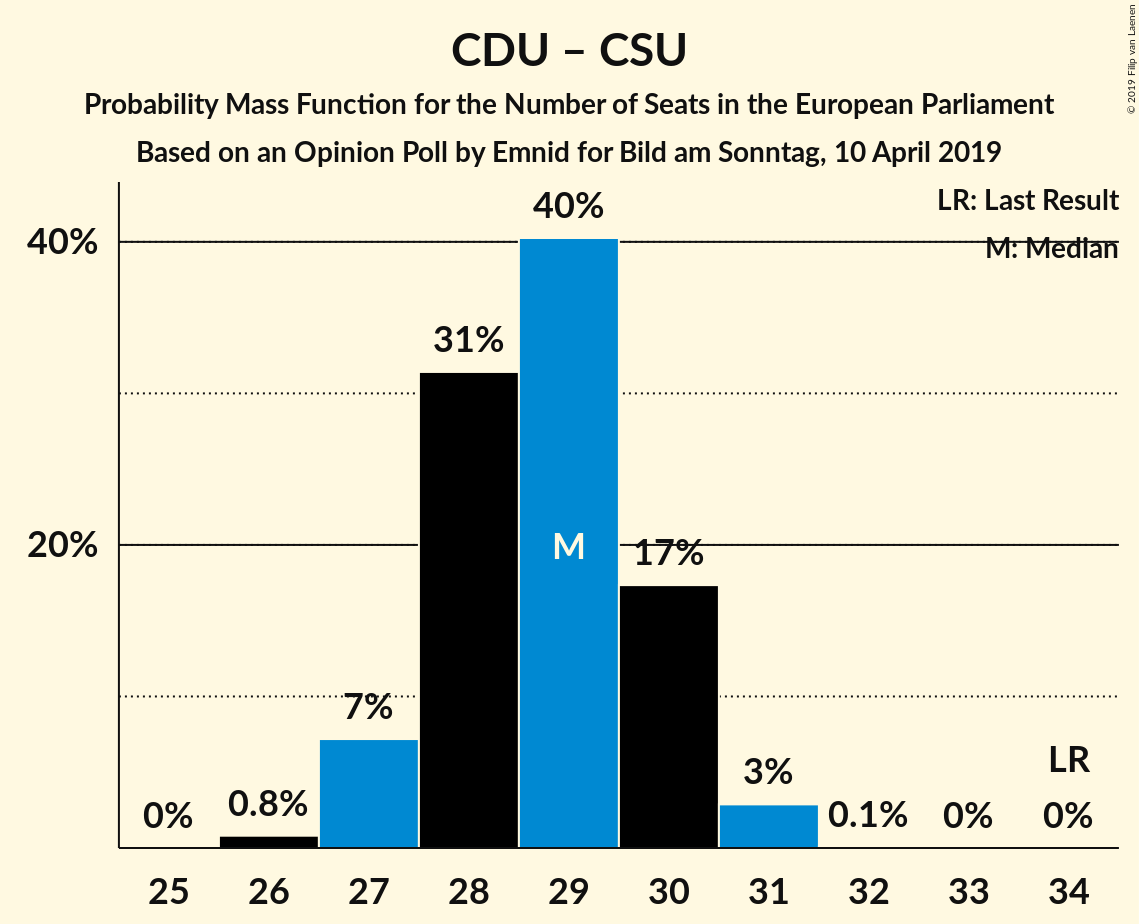 CDU – CSU
Probability Mass Function for the Number of Seats in the European Parliament
Based on an Opinion Poll by Emnid for Bild am Sonntag, 10 April 2019
© 2019 Filip van Laenen
LR: Last Result
M: Median
40%
20%
0%
0.8%
7%
31%
40%
M
17%
3%
0.1%
0%
LR
0%
25 26 27 28 29 30 31 32 33 34